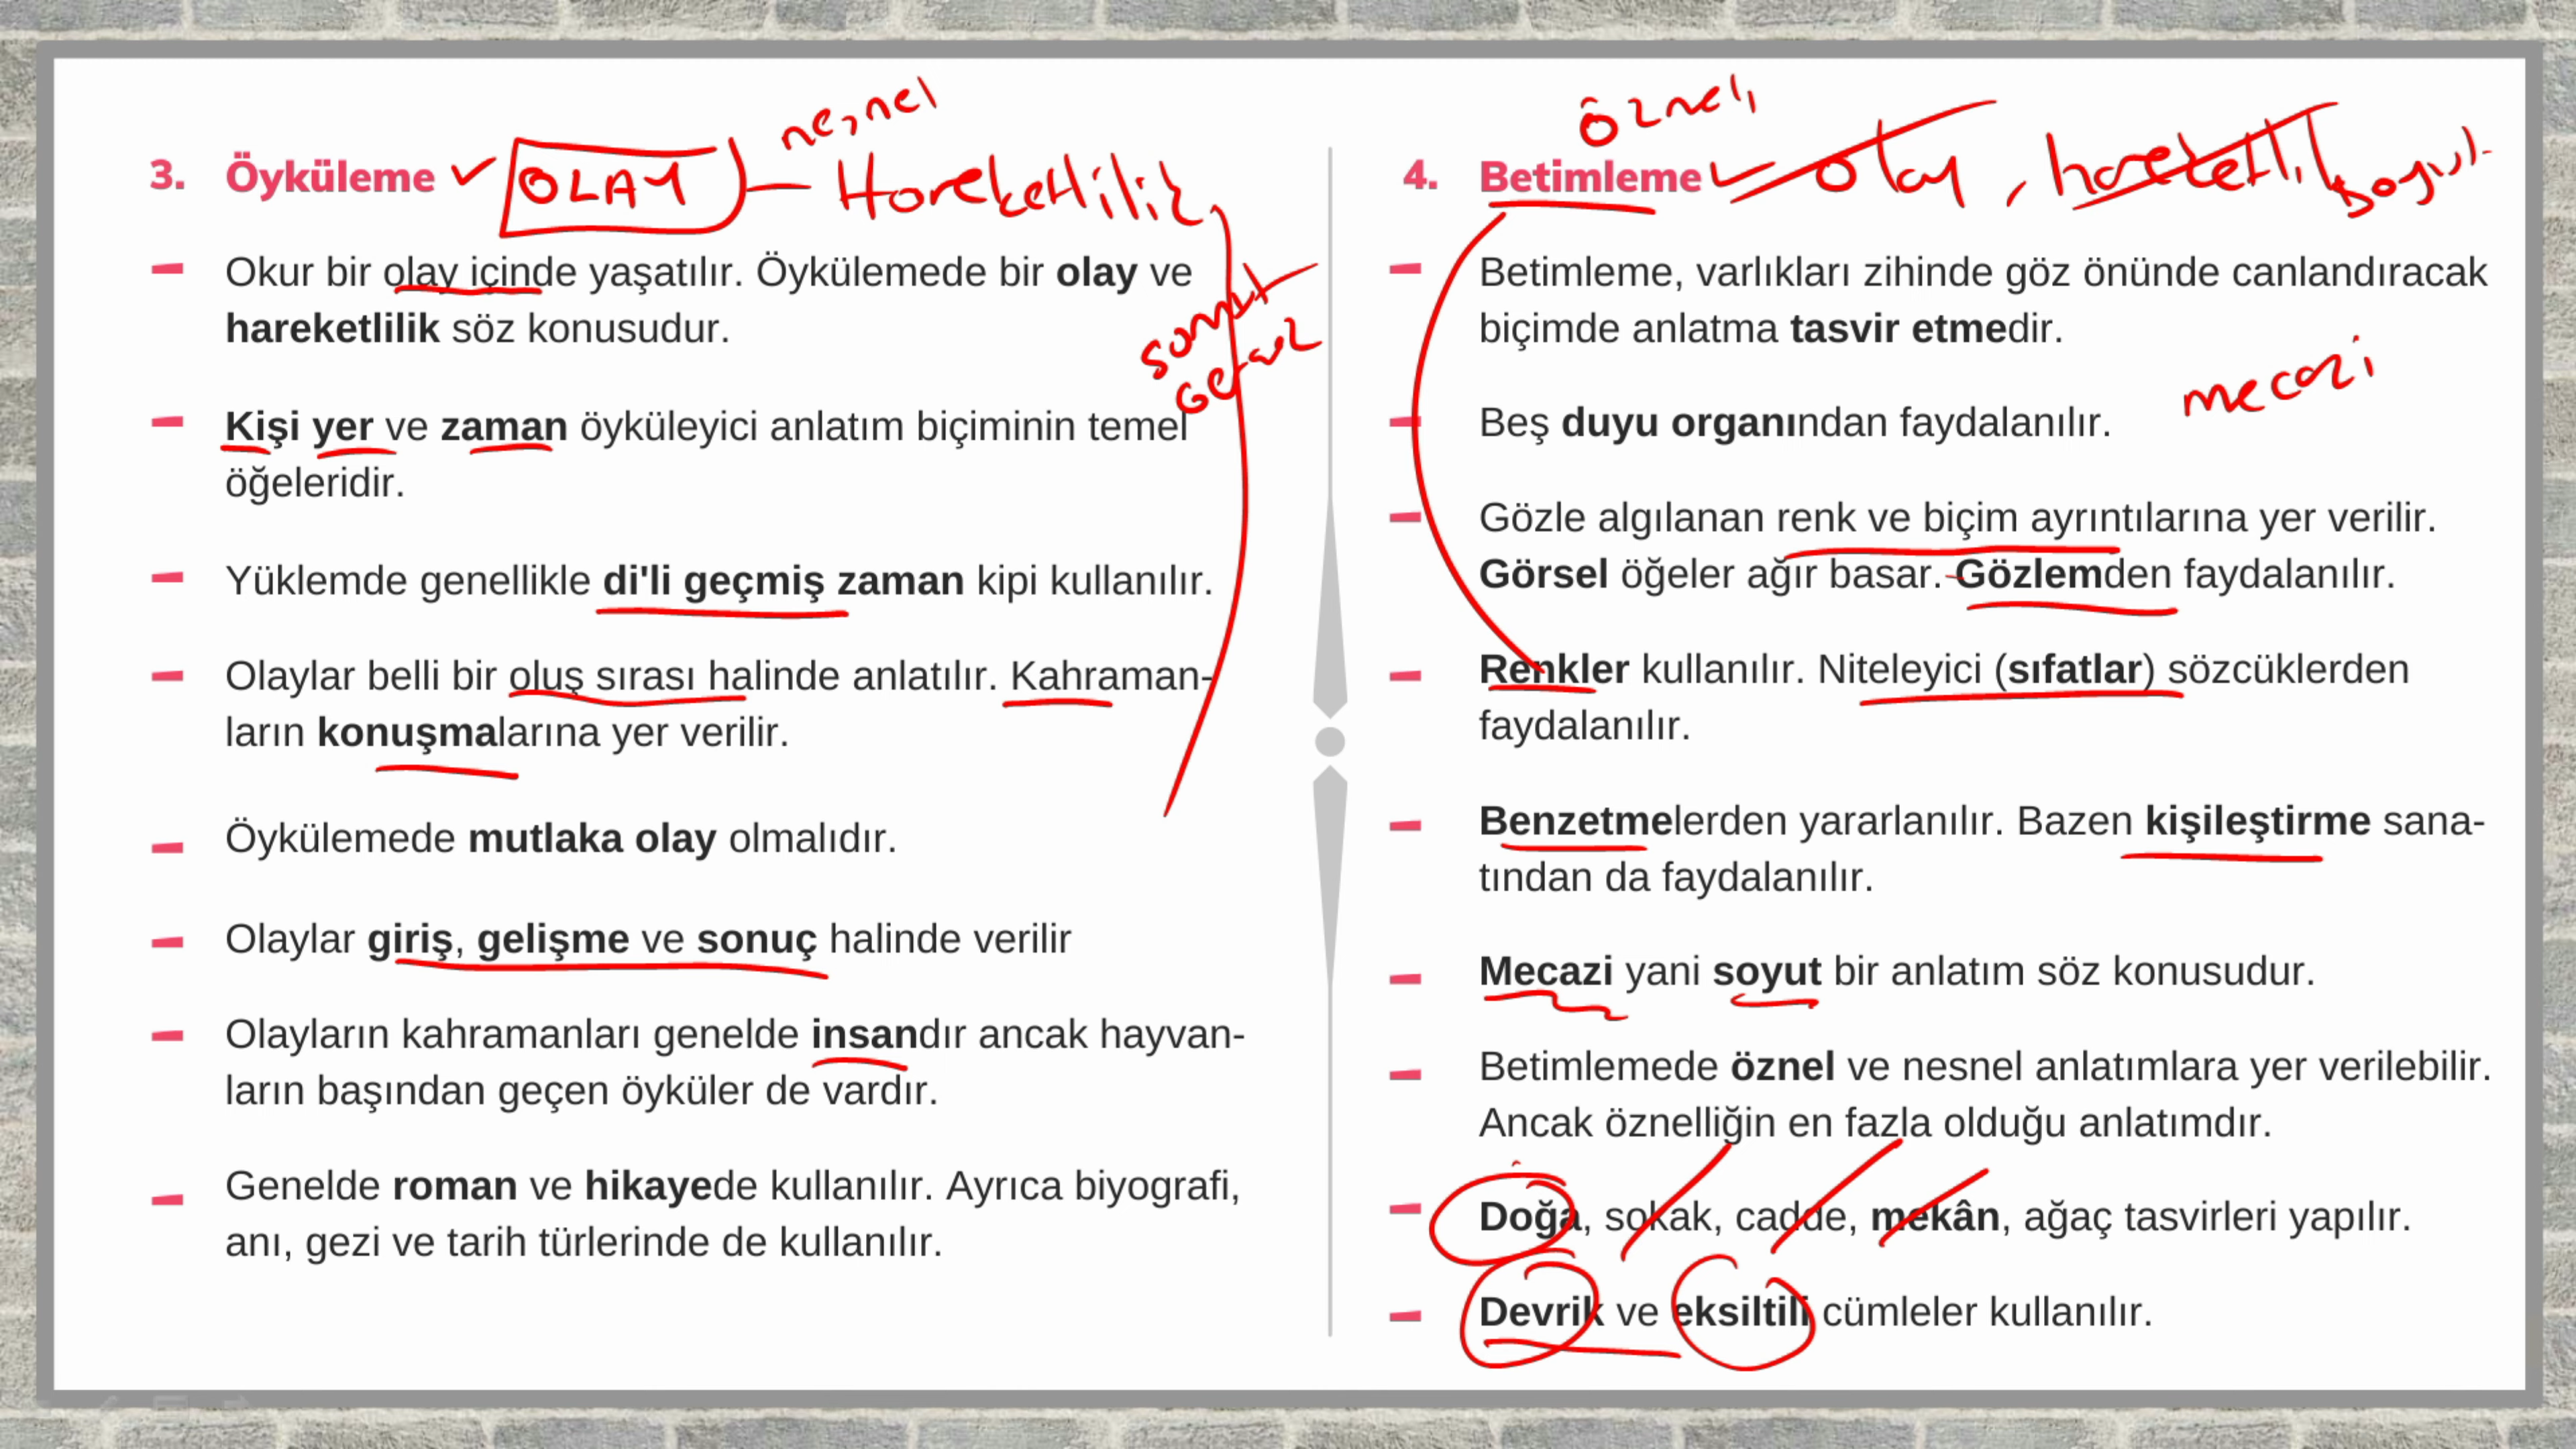 3. Öyküleme OLAY
nesnel
Hareketlilik
Okur bir olay içinde yaşatılır. Öykülemede bir olay ve
hareketlilik söz konusudur.
somut
Gerçek
Kişi yer ve zaman öyküleyici anlatım biçiminin temel
öğeleridir.
Yüklemde genellikle di'li geçmiş zaman kipi kullanılır.
Olaylar belli bir oluş sırası halinde anlatılır. Kahraman-
ların konuşmalarına yer verilir.
Öykülemede mutlaka olay olmalıdır.
Olaylar giriş, gelişme ve sonuç halinde verilir
Olayların kahramanları genelde insandır ancak hayvan-
ların başından geçen öyküler de vardır.
Genelde roman ve hikayede kullanılır. Ayrıca biyografi,
anı, gezi ve tarih türlerinde de kullanılır.
öznel,
4. Betimleme olay, hareketlil
soyut
Betimleme, varlıkları zihinde göz önünde canlandıracak
biçimde anlatma tasvir etmedir.
mecazi
Beş duyu organından faydalanılır.
Gözle algılanan renk ve biçim ayrıntılarına yer verilir.
Görsel öğeler ağır basar. Gözlemden faydalanılır.
Renkler kullanılır. Niteleyici (sıfatlar) sözcüklerden
faydalanılır.
Benzetmelerden yararlanılır. Bazen kişileştirme sana-
tından da faydalanılır.
Mecazi yani soyut bir anlatım söz konusudur.
Betimlemede öznel ve nesnel anlatımlara yer verilebilir.
Ancak öznelliğin en fazla olduğu anlatımdır.
Doğa, sokak, cadde, mekân, ağaç tasvirleri yapılır.
Devrik ve eksiltili cümleler kullanılır.